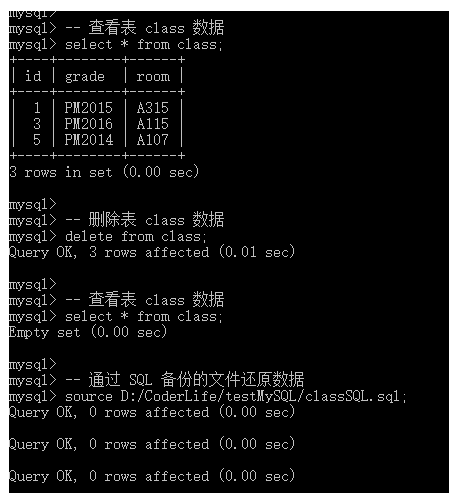 mysql>
mysql> -- 查看表 class 数据
mysql> select * from class;
+----+--------+------+
| id | grade  | room |
+----+--------+------+
|  1 | PM2015 | A315 |
|  3 | PM2016 | A115 |
|  5 | PM2014 | A107 |
+----+--------+------+
3 rows in set (0.00 sec)
mysql>
mysql> -- 删除表 class 数据
mysql> delete from class;
Query OK, 3 rows affected (0.01 sec)
mysql>
mysql> -- 查看表 class 数据
mysql> select * from class;
Empty set (0.00 sec)
mysql>
mysql> -- 通过 SQL 备份的文件还原数据
mysql> source D:/CoderLife/testMySQL/classSQL.sql;
Query OK, 0 rows affected (0.00 sec)
Query OK, 0 rows affected (0.00 sec)
Query OK, 0 rows affected (0.00 sec)